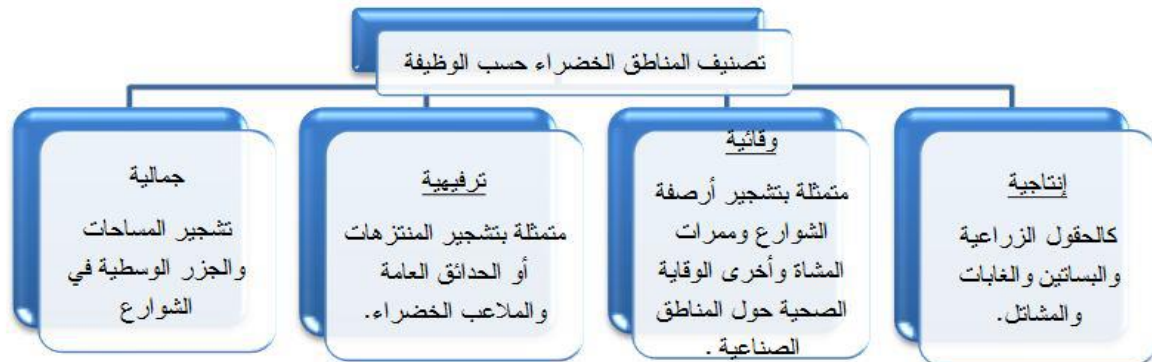 تصنيف المناطق الخضراء حسب الوظيفة
إنتاجية
كالحقول الزراعية
والبساتين والغابات
والمشاتل.
وقائية
متمثلة بتشجير أرصفة
الشوارع وممرات
المشاة وأخرى الوقاية
الصحية حول المناطق
الصناعية .
ترفيهية
متمثلة بتشجير المنتزهات
أو الحدائق العامة
والملاعب الخضراء.
جمالية
تشجير المساحات
والجزر الوسطية في
الشوارع